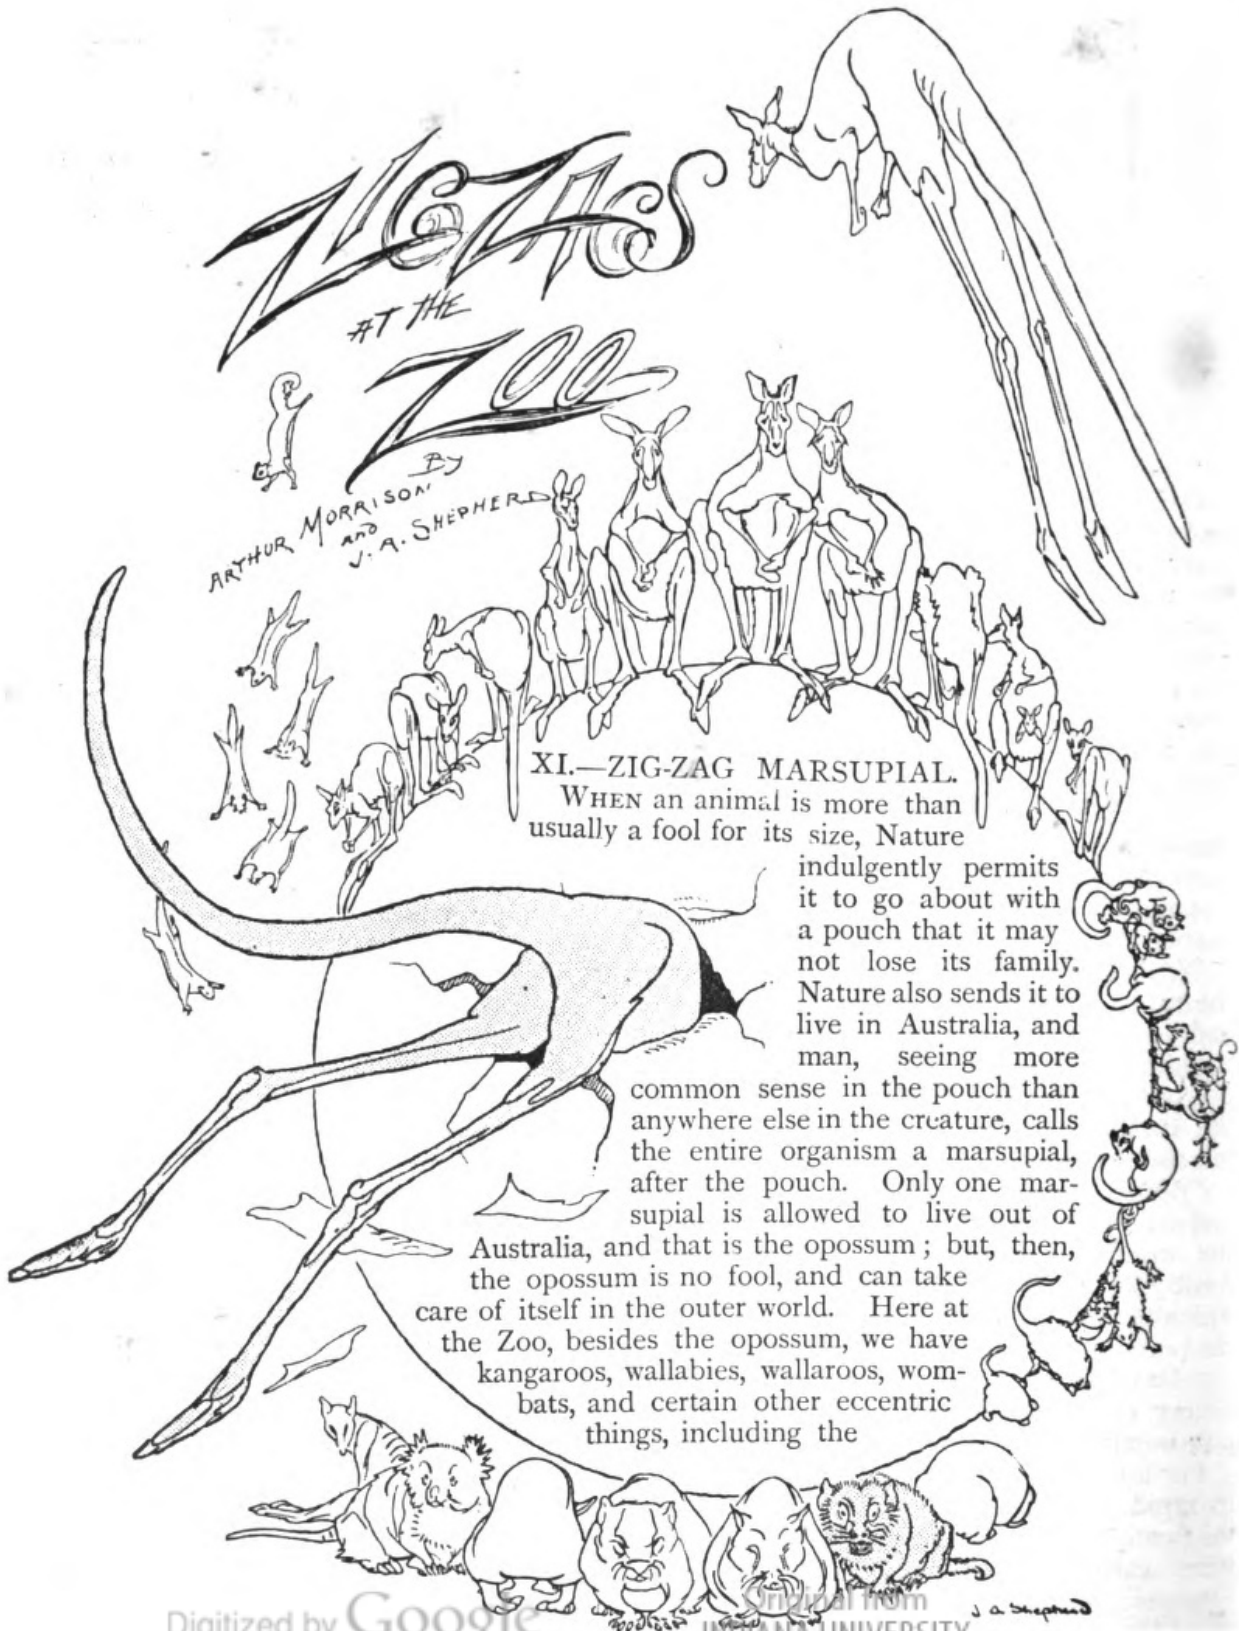 ZIG ZAGS
AT THE
ZOO
By
ARTHUR MORRISON
and
J. A. SHEPHERD
XI.—ZIG-ZAG MARSUPIAL.
WHEN an animal is more than
usually a fool for its size, Nature
indulgently permits
it to go about with
a pouch that it may
not lose its family.
Nature also sends it to
live in Australia, and
man, seeing more
common sense in the pouch than
anywhere else in the creature, calls
the entire organism a marsupial,
after the pouch. Only one mar-
supial is allowed to live out of
Australia, and that is the opossum ; but, then,
the opossum is no fool, and can take
care of itself in the outer world. Here at
the Zoo, besides the opossum, we have
kangaroos, wallabies, wallaroos, wom-
bats, and certain other eccentric
things, including the
J a Shepherd
Digitized by Google
Original from
INDIANA UNIVERSITY